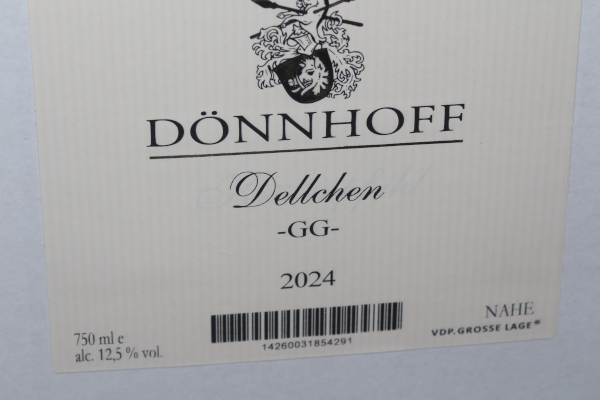 DÖNNHOFF
Dellchen
-GG-
2024
750 ml e
alc. 12,5 % vol.
14260031854291
NAHE
VDP.GROSSE LAGE®